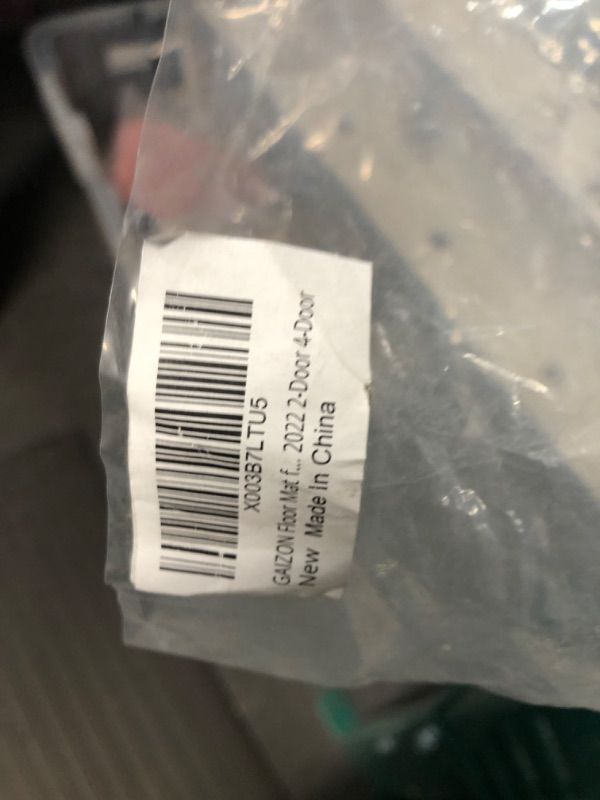 X003B7LTU5
GAIZON Floor Mat f... 2022 2-Door 4-Door
New Made in China